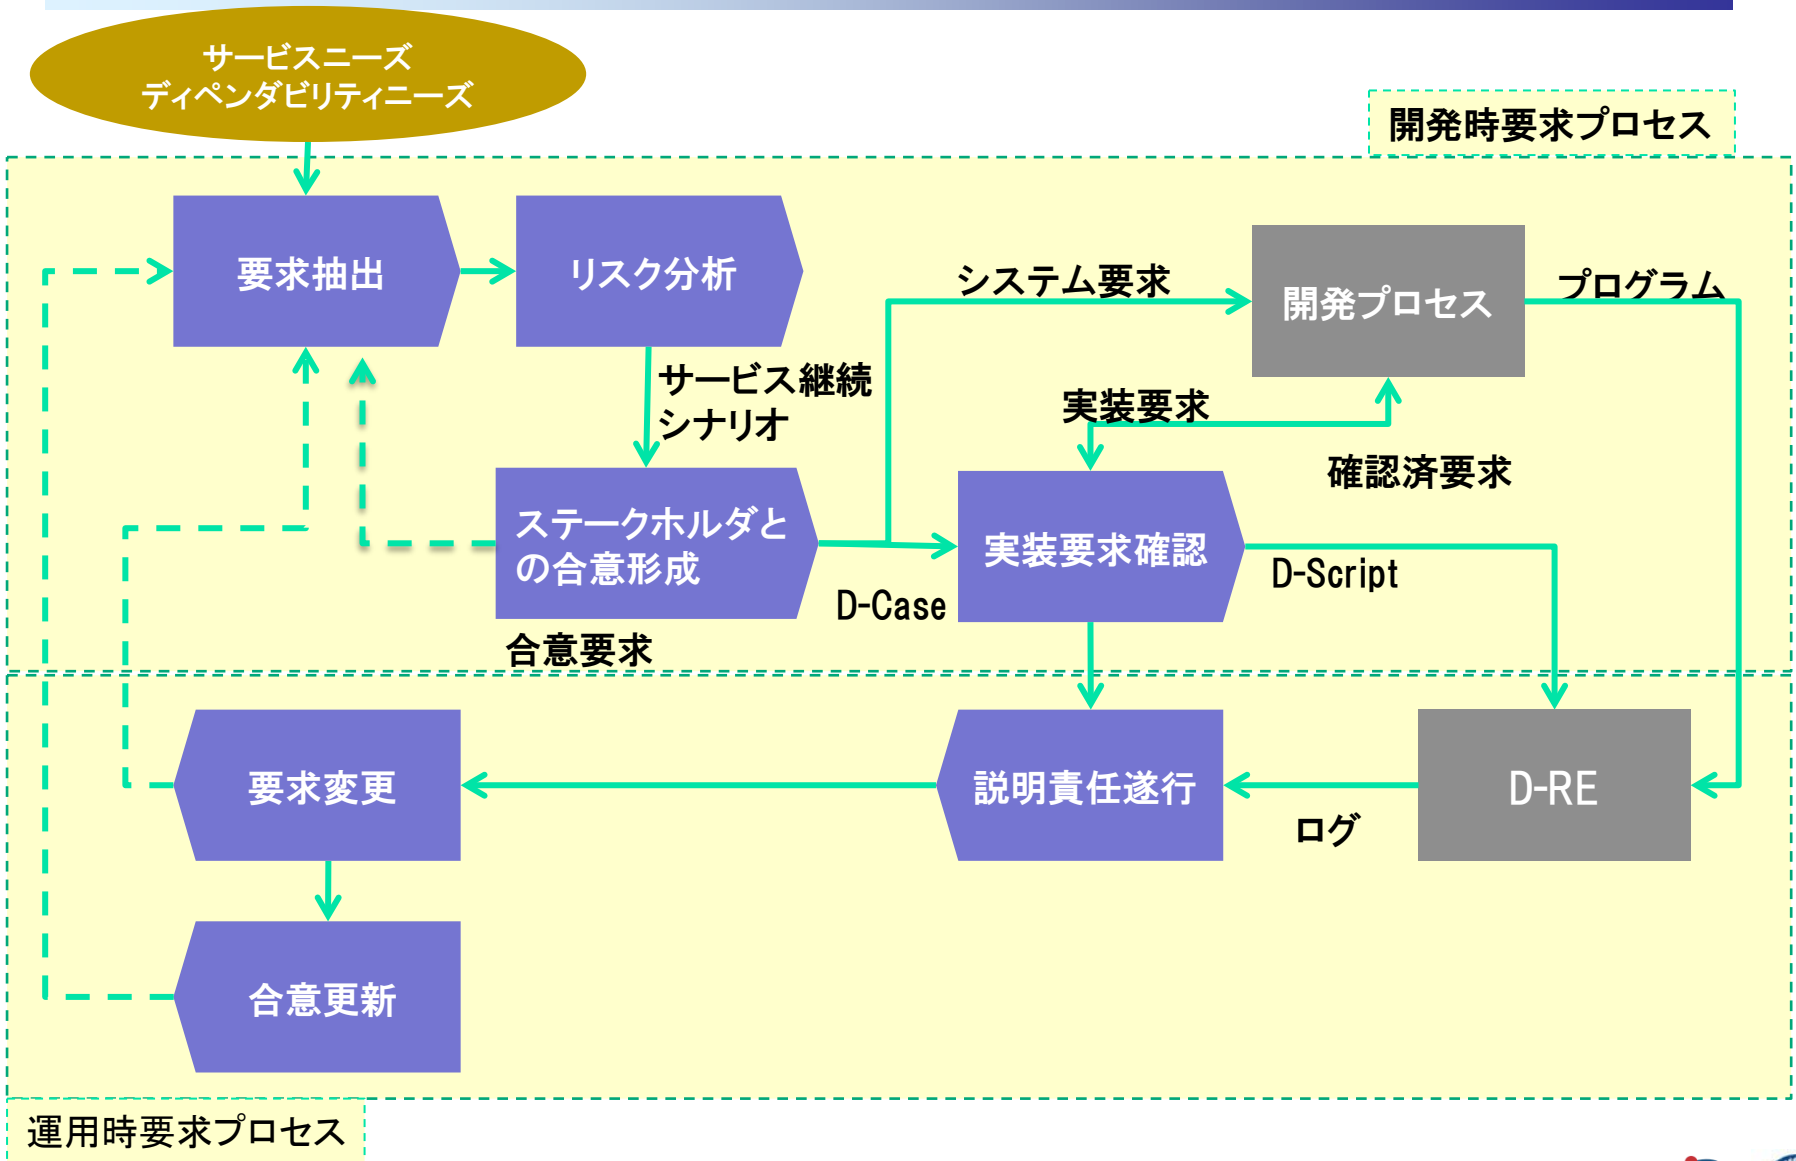 サービスニーズ
ディペンダビリティニーズ
開発時要求プロセス
要求抽出
リスク分析
システム要求
開発プロセス
プログラム
サービス継続
シナリオ
実装要求
確認済要求
ステークホルダと
の合意形成
実装要求確認
D-Script
D-Case
合意要求
要求変更
説明責任遂行
D-RE
ログ
合意更新
運用時要求プロセス